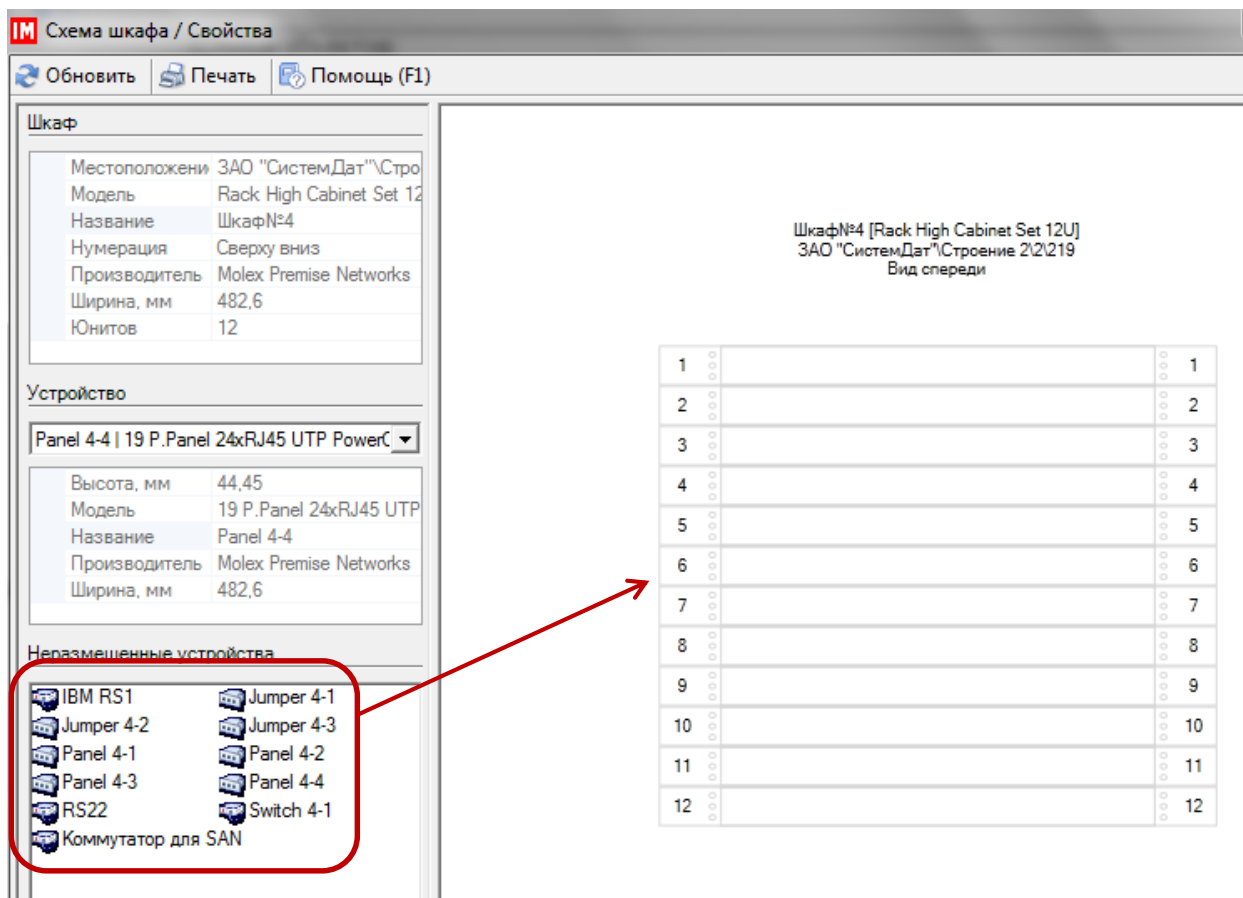 IM Схема шкафа / Свойства
Обновить Печать Помощь (F1)
Шкаф
Местоположени ЗАО "СистемДат"\Стро
Модель Rack High Cabinet Set 12
Название Шкаф№4
Нумерация Сверху вниз
Производитель Molex Premise Networks
Ширина, мм 482,6
Юнитов 12
Устройство
Panel 4-4 | 19 P.Panel 24xRJ45 UTP PowerC
Высота, мм 44,45
Модель 19 P.Panel 24xRJ45 UTP
Название Panel 4-4
Производитель Molex Premise Networks
Ширина, мм 482,6
Неразмещенные устройства
IBM RS1 Jumper 4-1
Jumper 4-2 Jumper 4-3
Panel 4-1 Panel 4-2
Panel 4-3 Panel 4-4
RS22 Switch 4-1
Коммутатор для SAN
Шкаф№4 [Rack High Cabinet Set 12U]
ЗАО "СистемДат"\Строение 2\2\219
Вид спереди
1 1
2 2
3 3
4 4
5 5
6 6
7 7
8 8
9 9
10 10
11 11
12 12